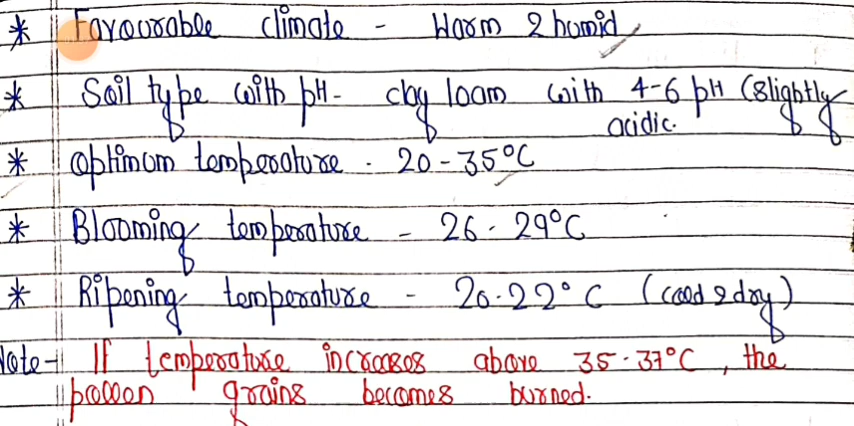 * Favourable climate - Warm & humid
* Soil type with pH - clay loam with 4-6 pH (Slightly
acidic.
* Optimum temperature - 20-35°C
* Blooming temperature - 26-29°C
* Ripening temperature - 20-22°C (cool & dry)
Note- If temperature increases above 35-37°C, the
pollen grains becomes burned.